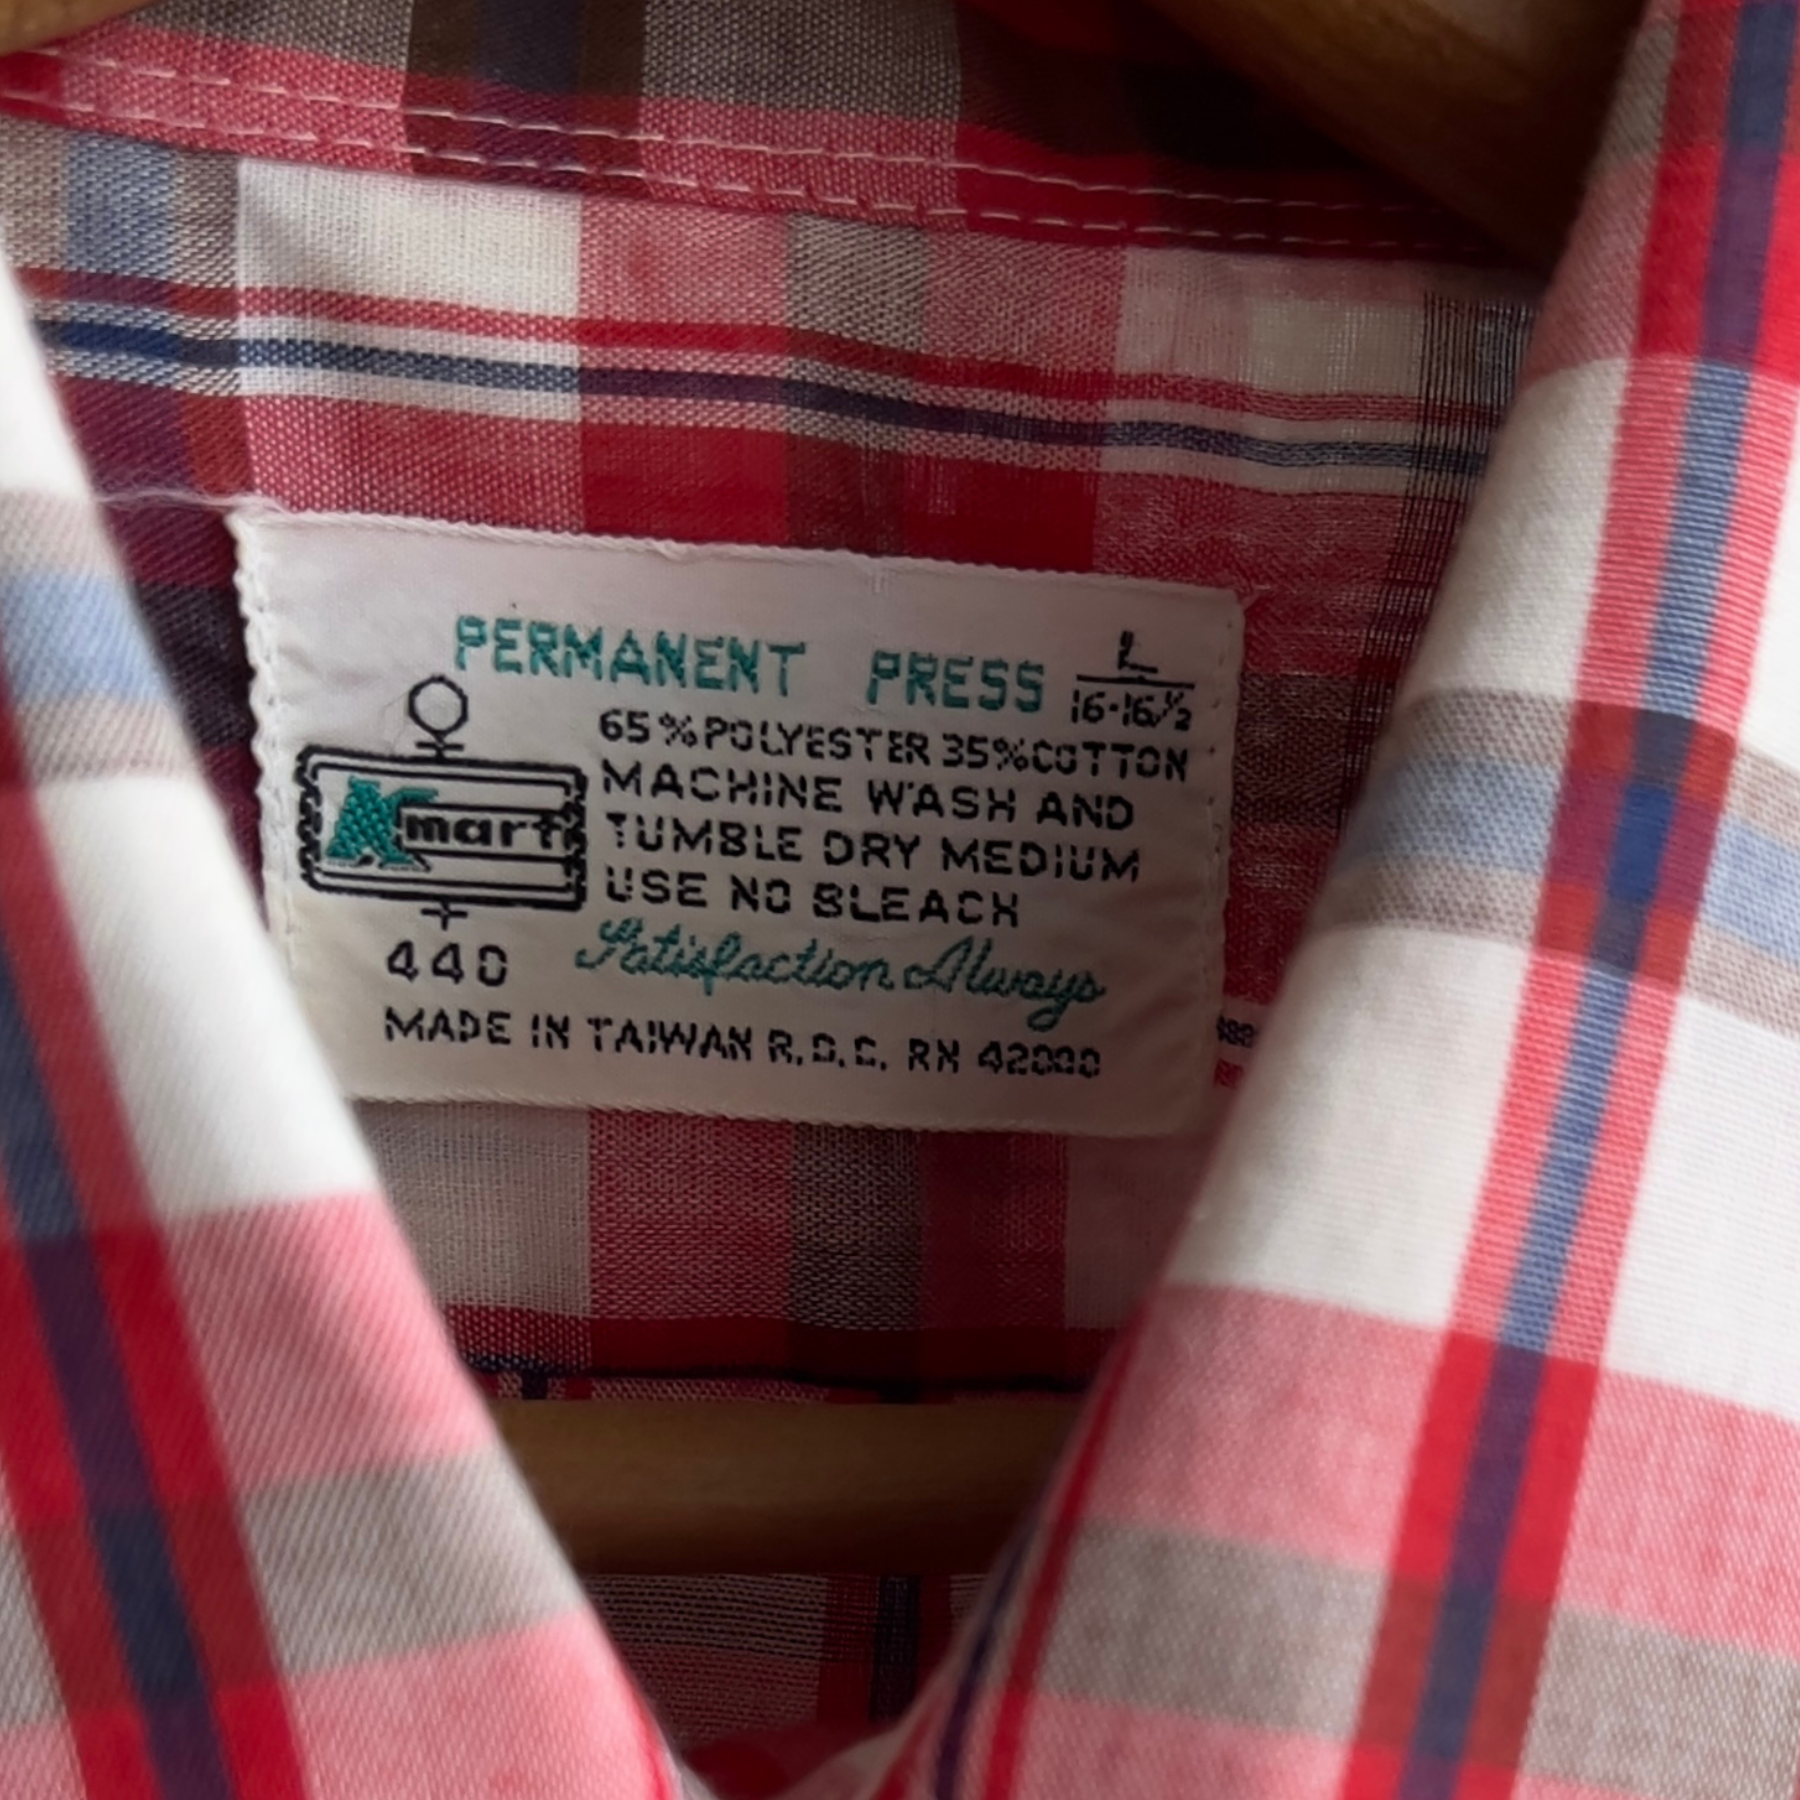 PERMANENT PRESS
L
16-16½
65%POLYESTER 35%COTTON
MACHINE WASH AND
TUMBLE DRY MEDIUM
USE NO BLEACH
Kmart
440
Satisfaction Always
MADE IN TAIWAN R.O.C. RN 42000